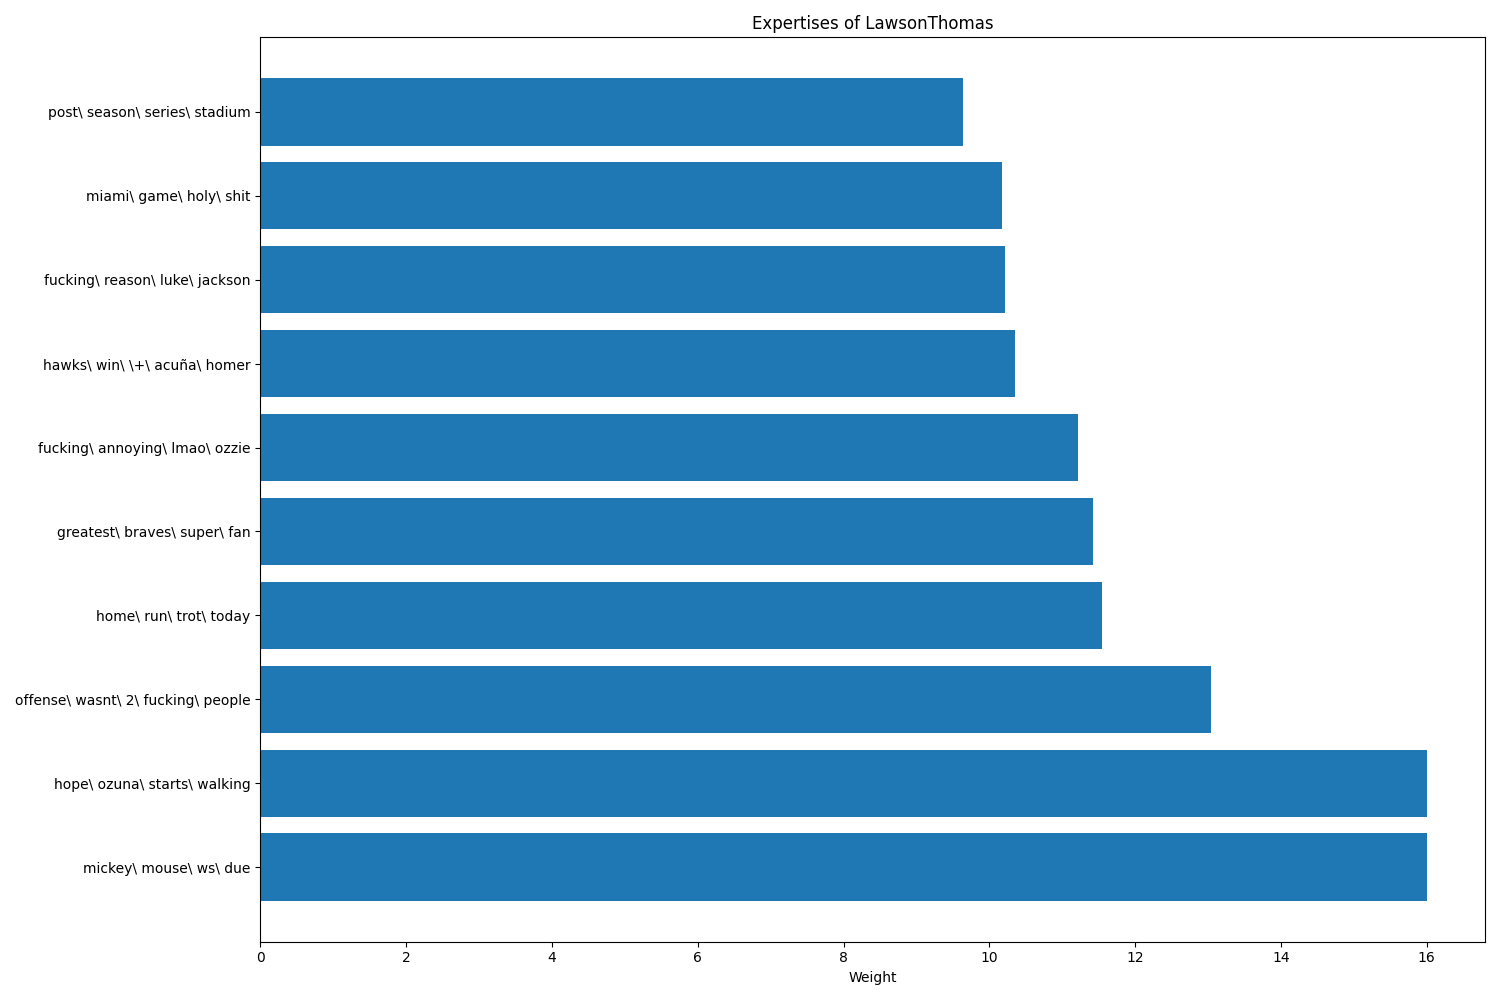 Expertises of LawsonThomas
post\ season\ series\ stadium
miami\ game\ holy\ shit
fucking\ reason\ luke\ jackson
hawks\ win\ \+\ acuña\ homer
fucking\ annoying\ lmao\ ozzie
greatest\ braves\ super\ fan
home\ run\ trot\ today
offense\ wasnt\ 2\ fucking\ people
hope\ ozuna\ starts\ walking
mickey\ mouse\ ws\ due
0 2 4 6 8 10 12 14 16
Weight